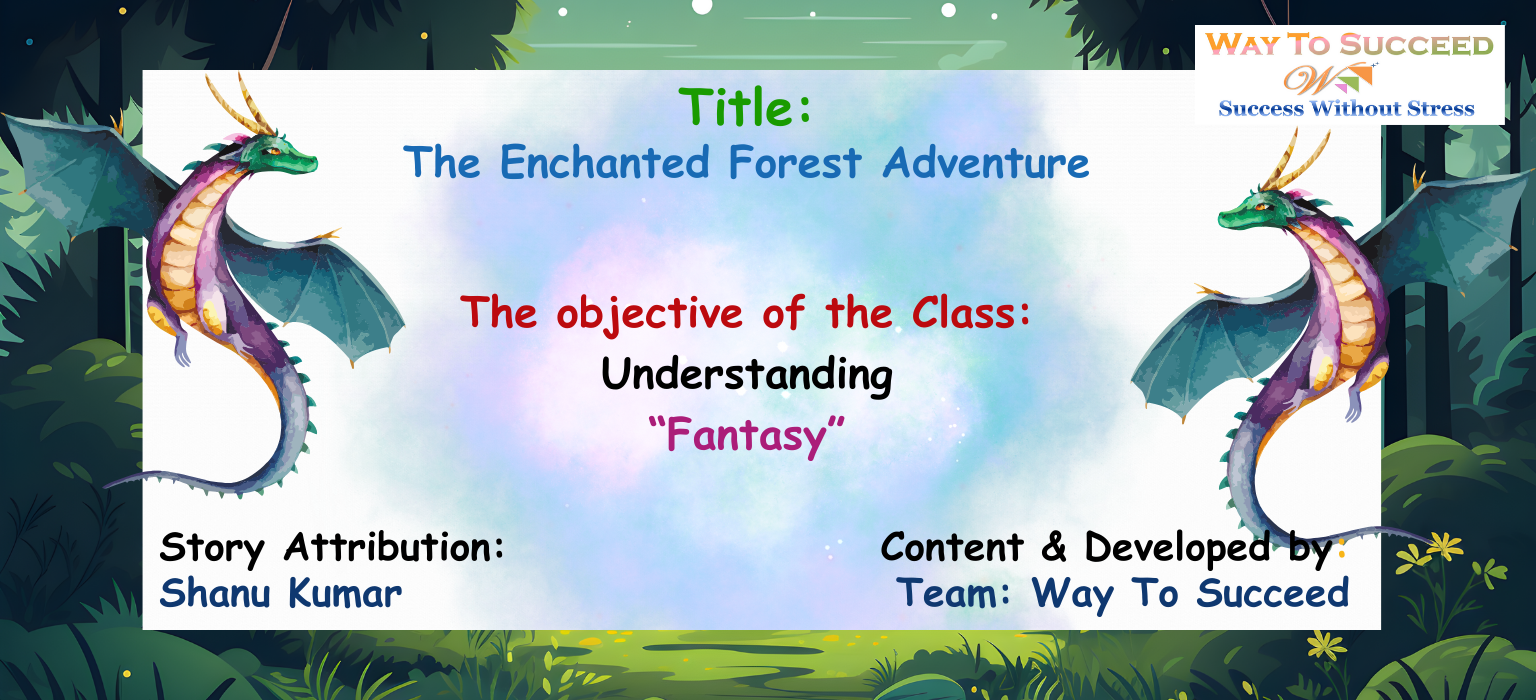 WAY TO SUCCEED
Success Without Stress
Title:
The Enchanted Forest Adventure
The objective of the Class:
Understanding
“Fantasy”
Story Attribution:
Shanu Kumar
Content & Developed by:
Team: Way To Succeed